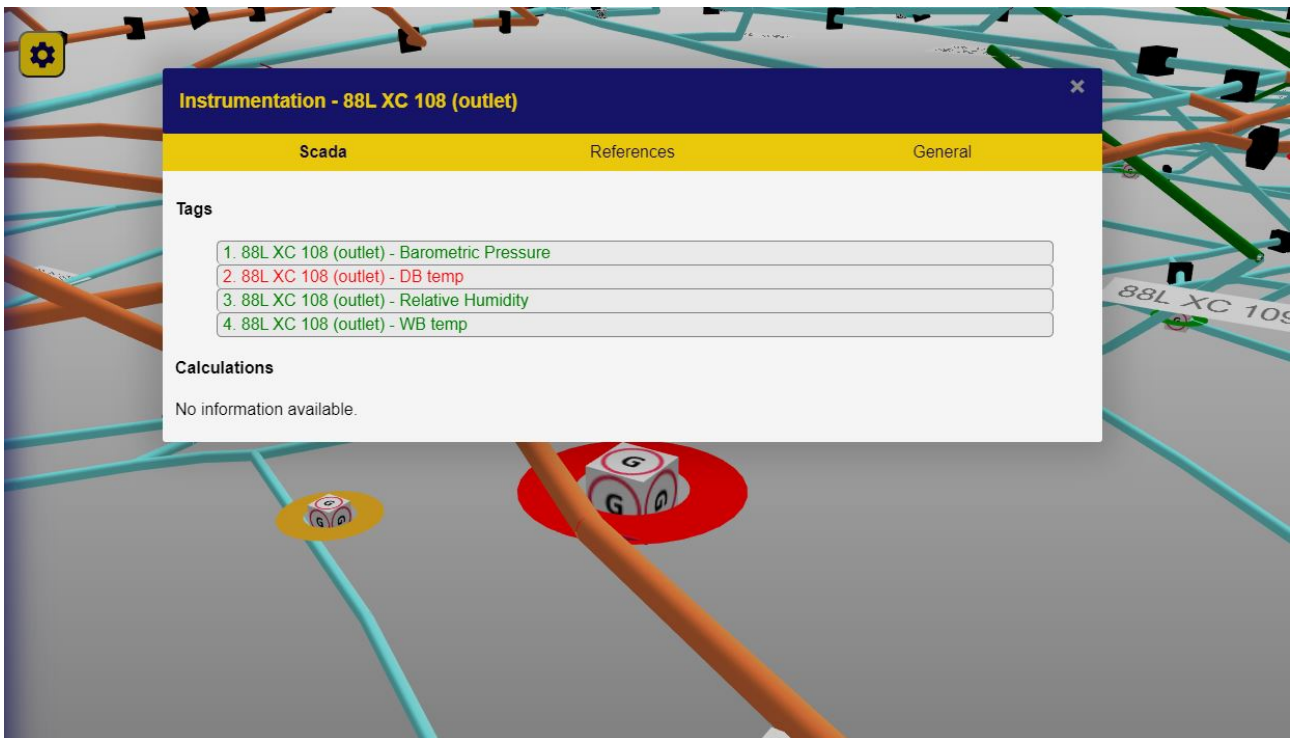 Instrumentation - 88L XC 108 (outlet)
×
Scada References General
Tags
1. 88L XC 108 (outlet) - Barometric Pressure
2. 88L XC 108 (outlet) - DB temp
3. 88L XC 108 (outlet) - Relative Humidity
4. 88L XC 108 (outlet) - WB temp
88L XC 109
Calculations
No information available.
G
G G
G
G G